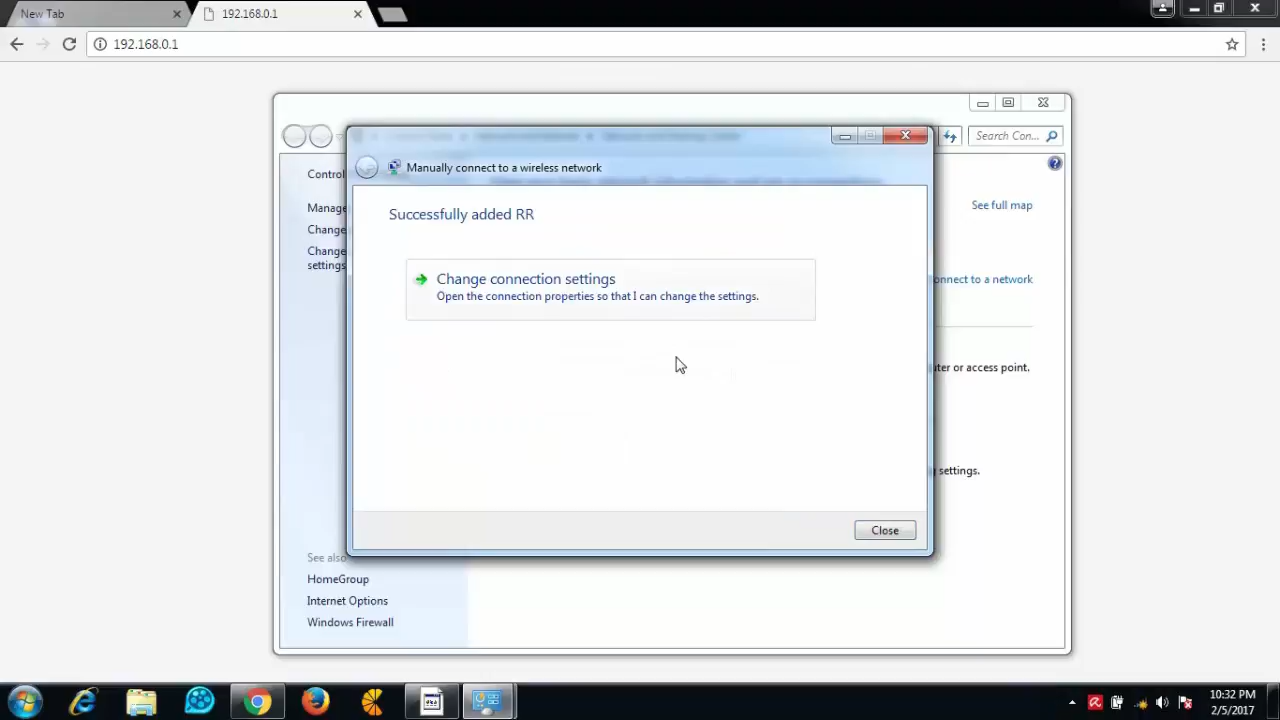 New Tab
192.168.0.1
192.168.0.1
Search Con...
Manually connect to a wireless network
Control
See full map
Manage
Successfully added RR
Change
Change
settings
Change connection settings
onnect to a network
Open the connection properties so that I can change the settings.
uter or access point.
settings.
Close
See also
HomeGroup
Internet Options
Windows Firewall
10:32 PM
2/5/2017